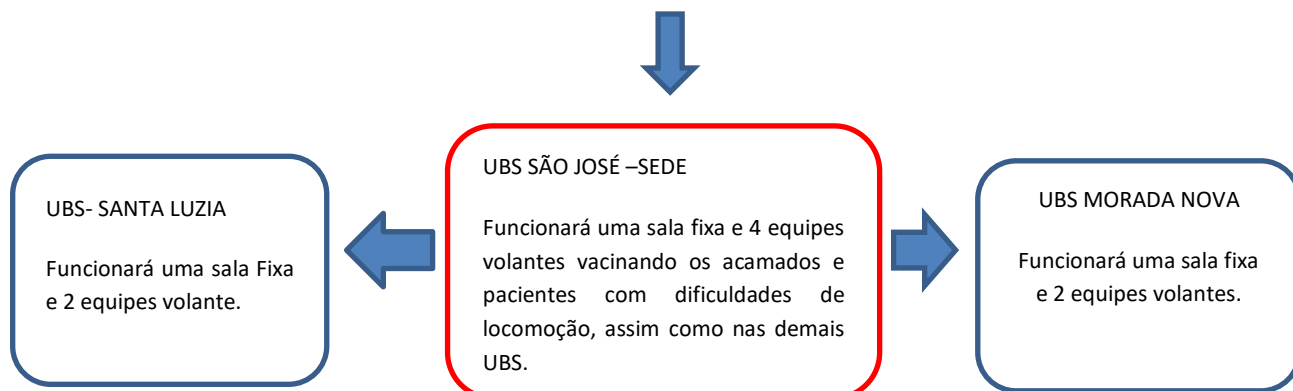 UBS- SANTA LUZIA
Funcionará uma sala Fixa
e 2 equipes volante.
UBS SÃO JOSÉ –SEDE
Funcionará uma sala fixa e 4 equipes
volantes vacinando os acamados e
pacientes com dificuldades de
locomoção, assim como nas demais
UBS.
UBS MORADA NOVA
Funcionará uma sala fixa
e 2 equipes volantes.